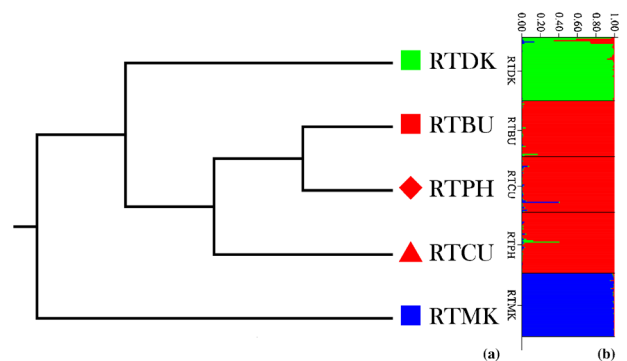 0.00 0.20 0.40 0.60 0.80 1.00
RTDK
RTBU
RTPH
RTCU
RTMK
RTDK
RTBU
RTCU
RTPH
RTMK
(a)
(b)